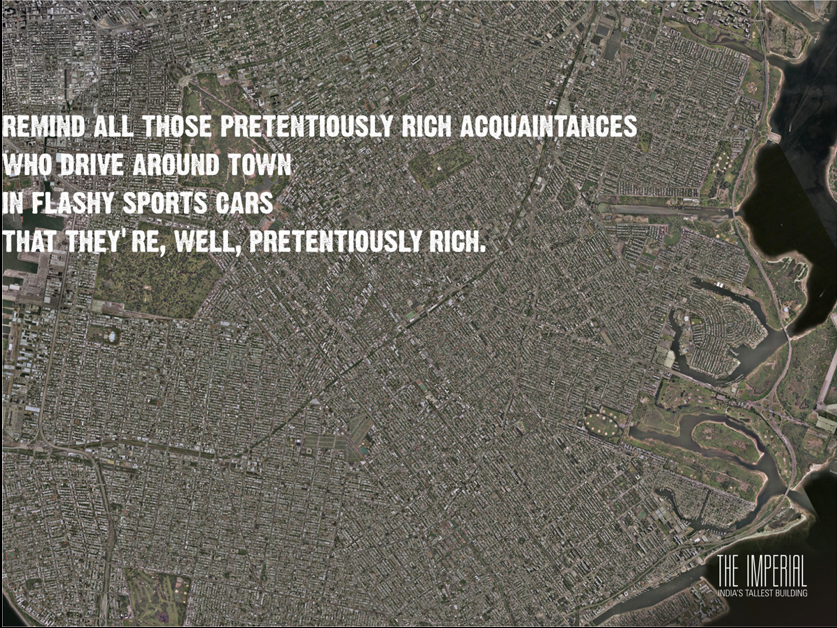 REMIND ALL THOSE PRETENTIOUSLY RICH ACQUAINTANCES
WHO DRIVE AROUND TOWN
IN FLASHY SPORTS CARS
THAT THEY'RE, WELL, PRETENTIOUSLY RICH.
THE IMPERIAL
INDIA'S TALLEST BUILDING